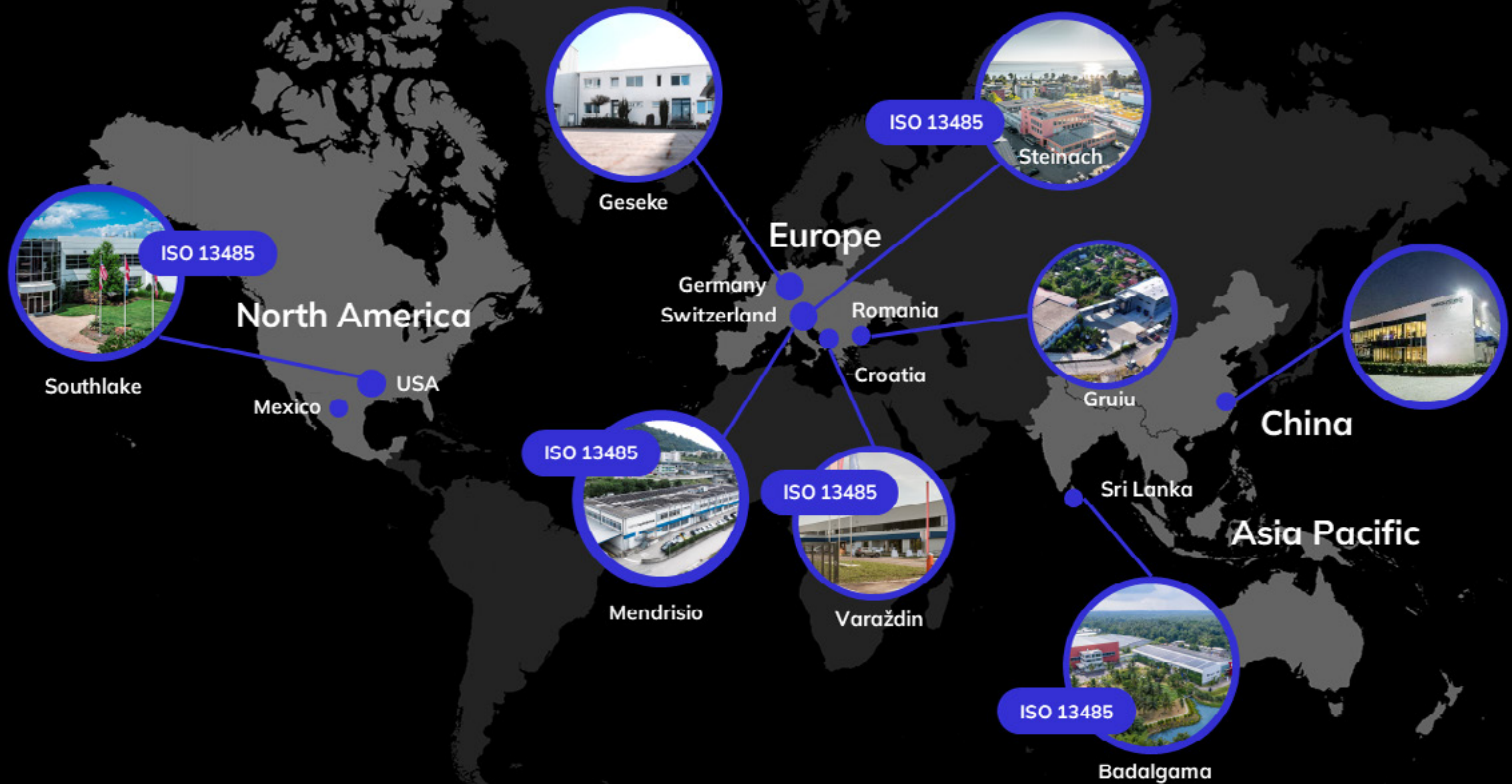 ISO 13485
Steinach
Geseke
Europe
ISO 13485
Germany
Switzerland
Romania
North America
Croatia
Southlake
USA
Mexico
Gruiu
China
ISO 13485
ISO 13485
Sri Lanka
Asia Pacific
Mendrisio
Varaždin
ISO 13485
Badalgama